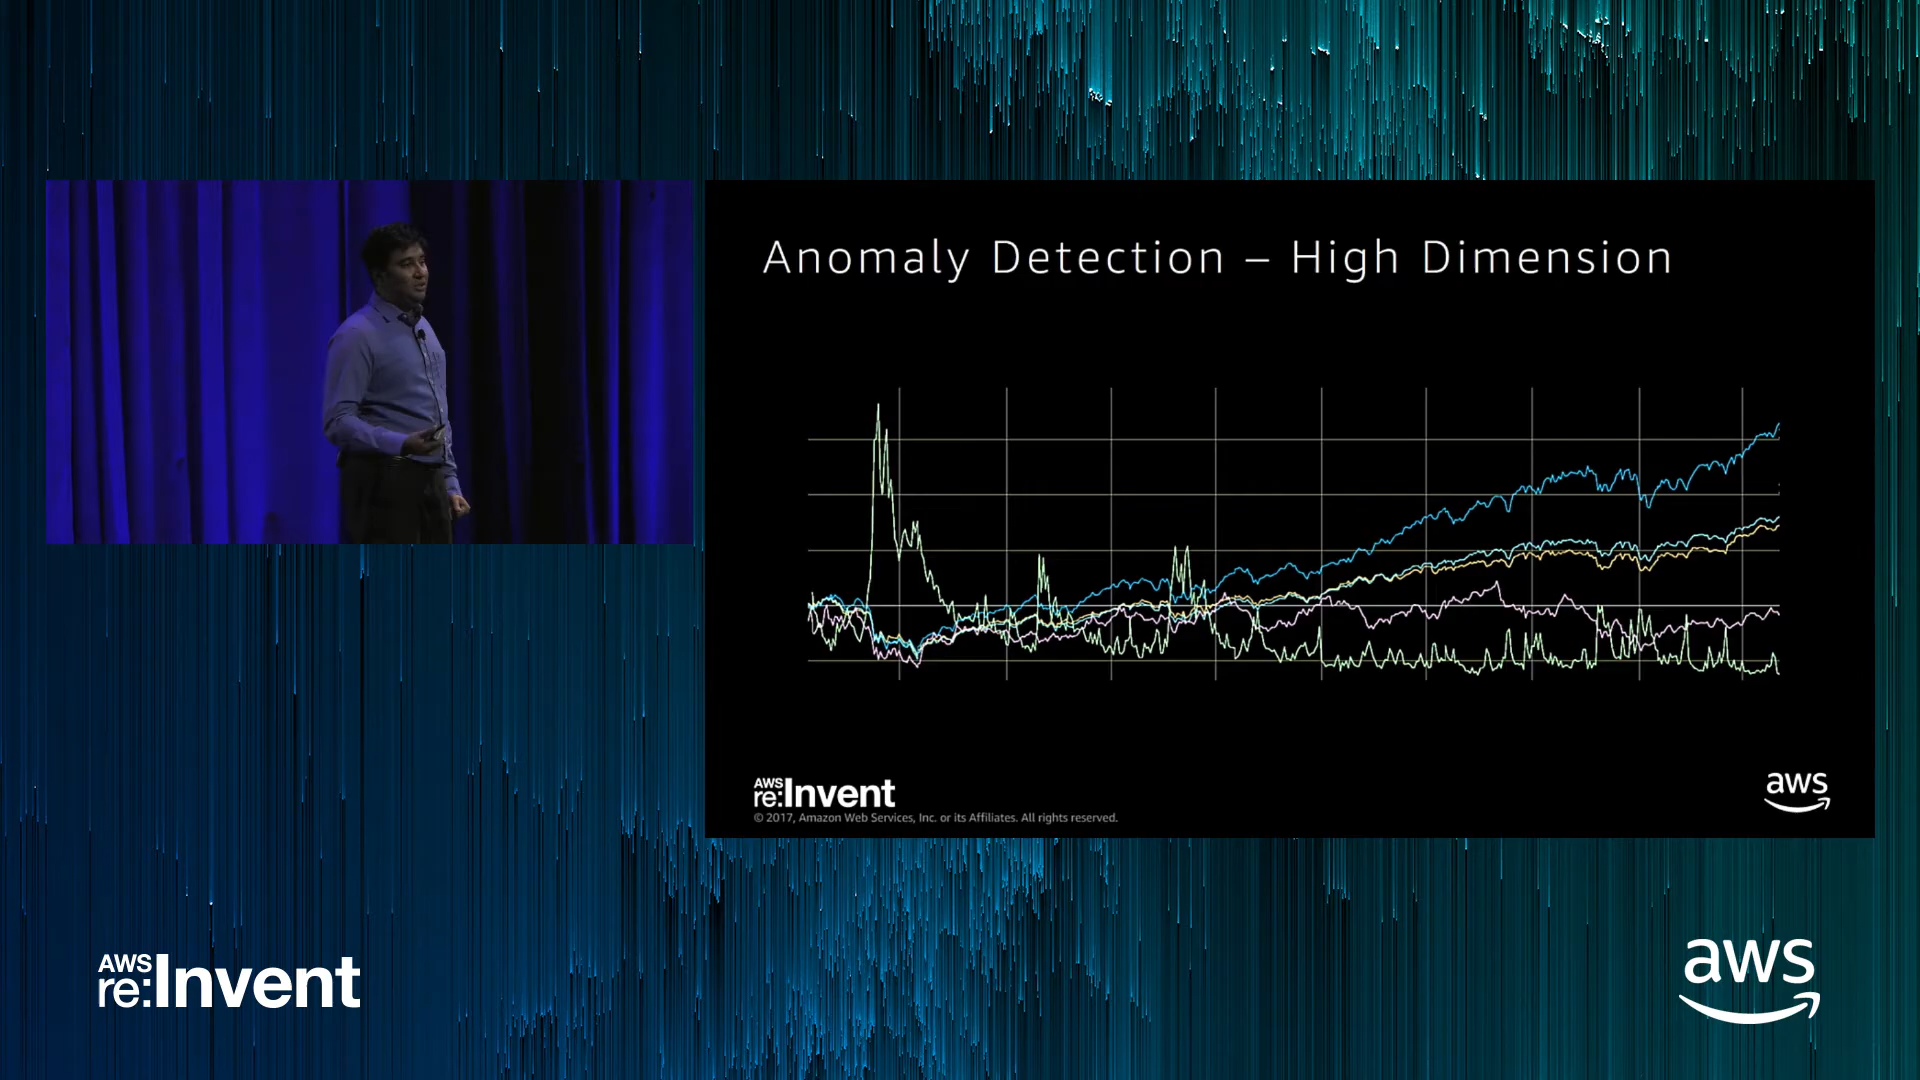 Anomaly Detection – High Dimension
AWS
re:Invent
© 2017, Amazon Web Services, Inc. or its Affiliates. All rights reserved.
aws
AWS
re:Invent
aws